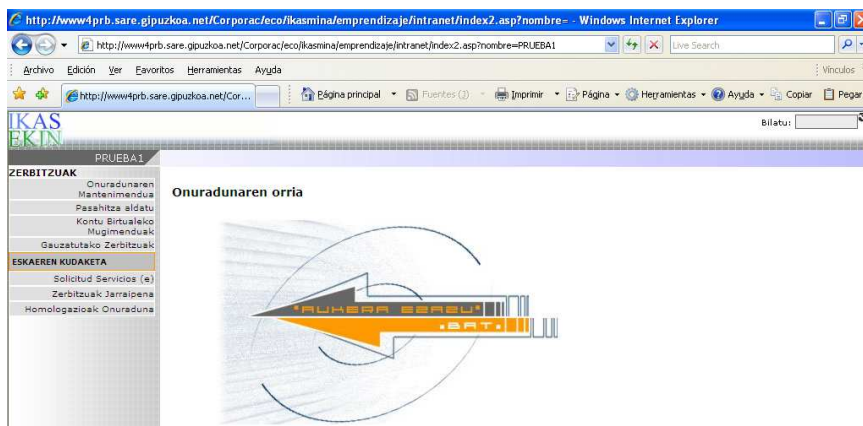 http://www4prb.sare.gipuzkoa.net/Corporac/eco/ikasmina/emprendizaje/intranet/index2.asp?nombre= - Windows Internet Explorer
http://www4prb.sare.gipuzkoa.net/Corporac/eco/ikasmina/emprendizaje/intranet/index2.asp?nombre=PRUEBA1
Live Search
Archivo Edición Ver Favoritos Herramientas Ayuda
Vínculos
http://www4prb.sare.gipuzkoa.net/Cor...
Página principal
Fuentes (J)
Imprimir
Página
Herramientas
Ayuda
Copiar
Pegar
IKAS
EKIN
Bilatu:
PRUEBA1
ZERBITZUAK
Onuradunaren
Mantenimendua
Pasahitza aldatu
Kontu Birtualeko
Mugimenduak
Gauzatutako Zerbitzuak
ESKAEREN KUDAKETA
Solicitud Servicios (e)
Zerbitzuak Jarraipena
Homologazioak Onuraduna
Onuradunaren orria
AUKERA EZAZU
.BAT.